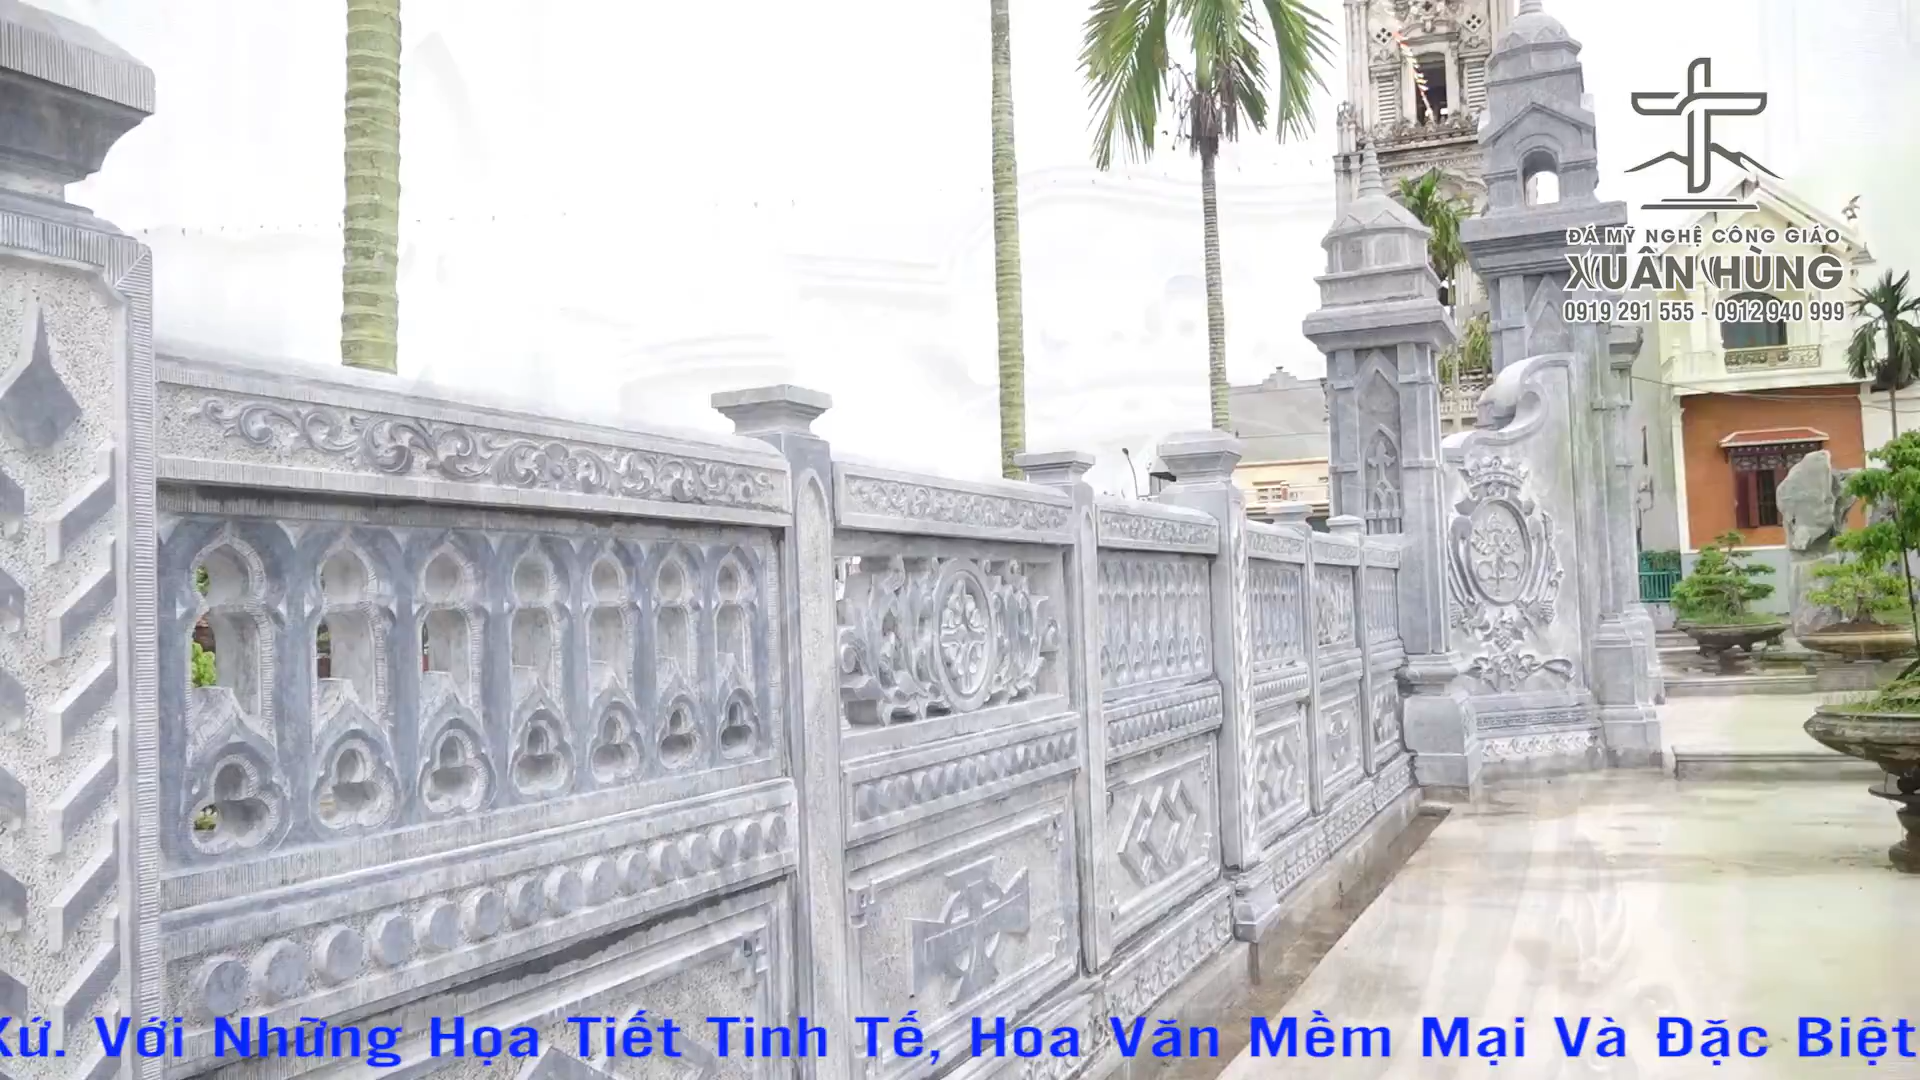 ĐÁ MỸ NGHỆ CÔNG GIÁO
XUÂN HÙNG
0919 291 555 - 0912 940 999
Xứ. Với Những Họa Tiết Tinh Tế, Hoa Văn Mềm Mại Và Đặc Biệt